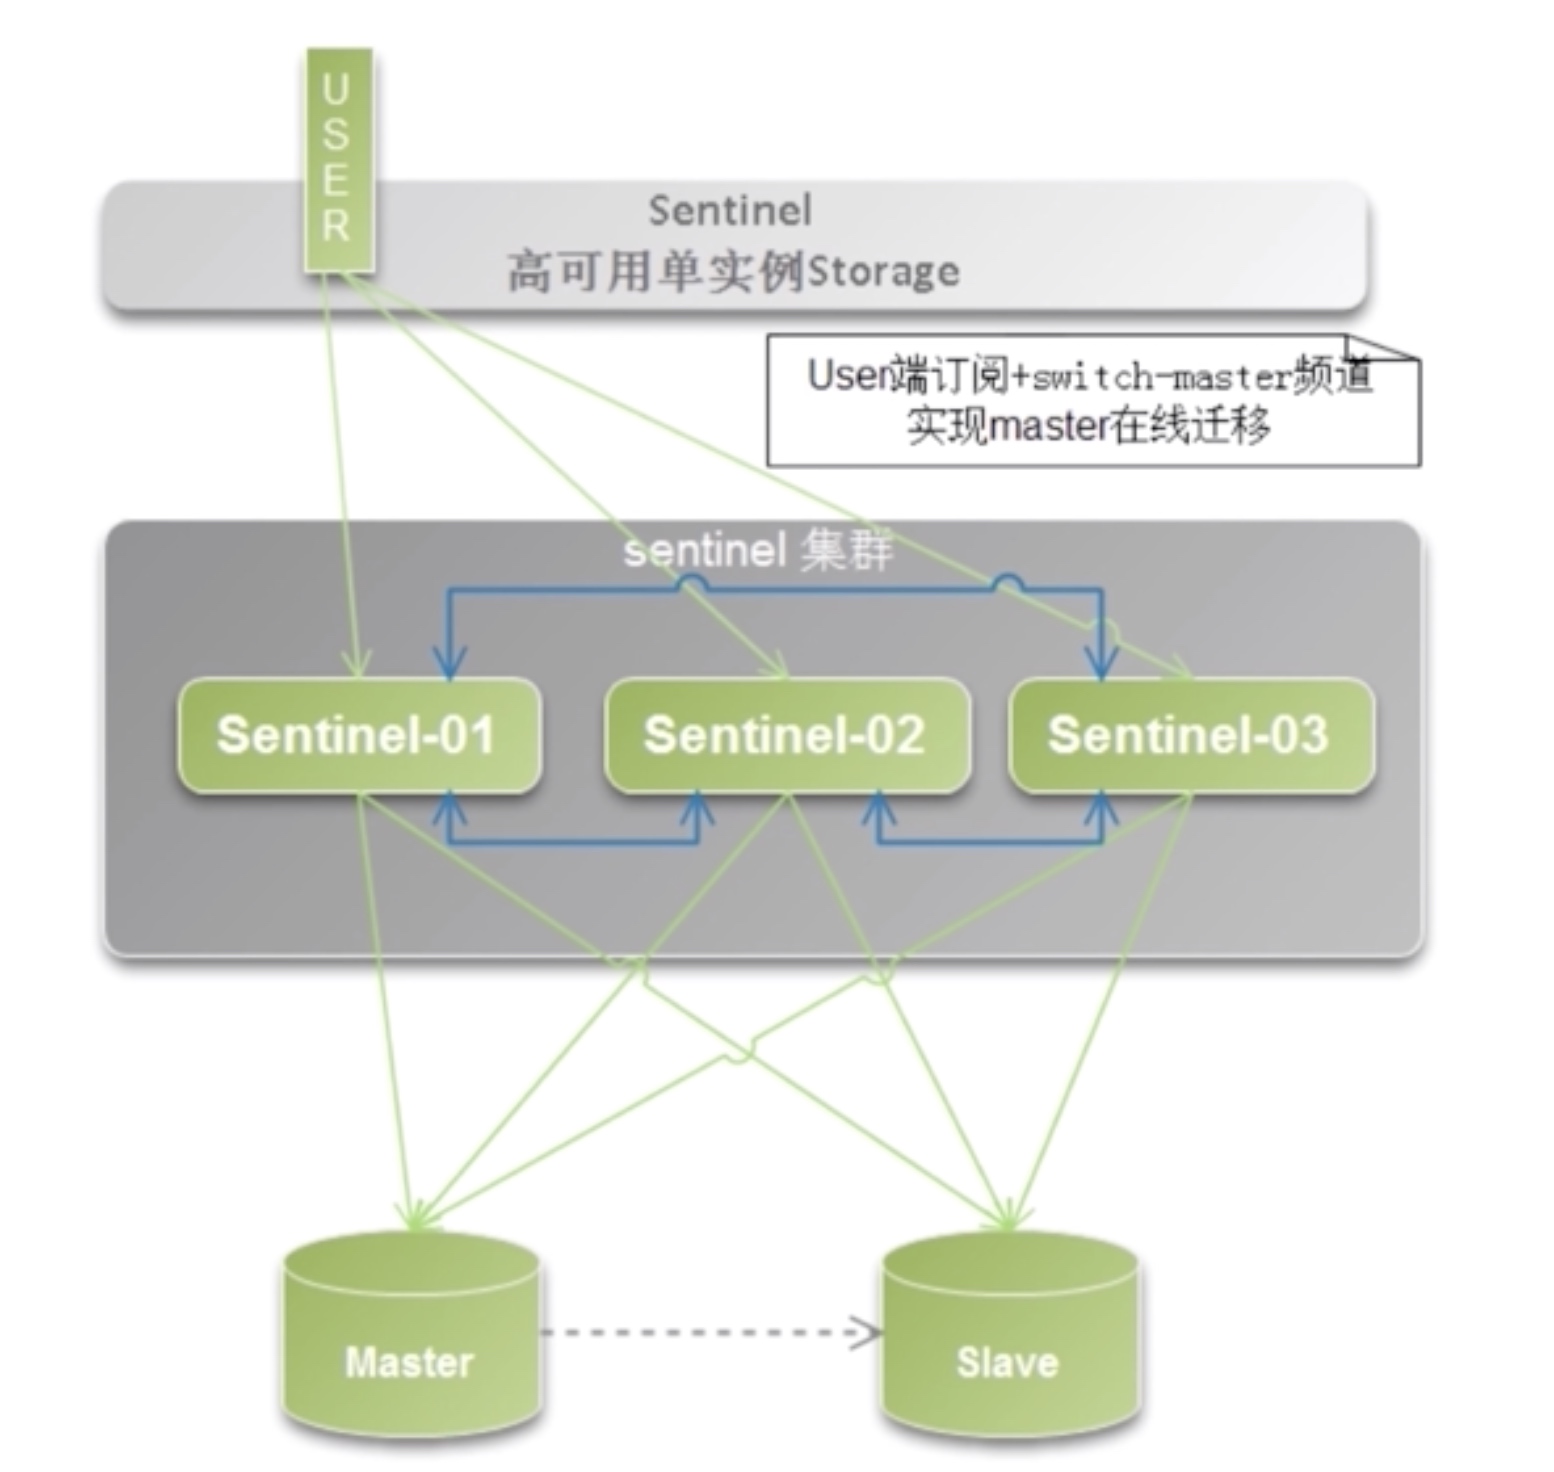 USER
Sentinel
高可用单实例Storage
User端订阅+switch-master频道
实现master在线迁移
sentinel 集群
Sentinel-01
Sentinel-02
Sentinel-03
Master
Slave